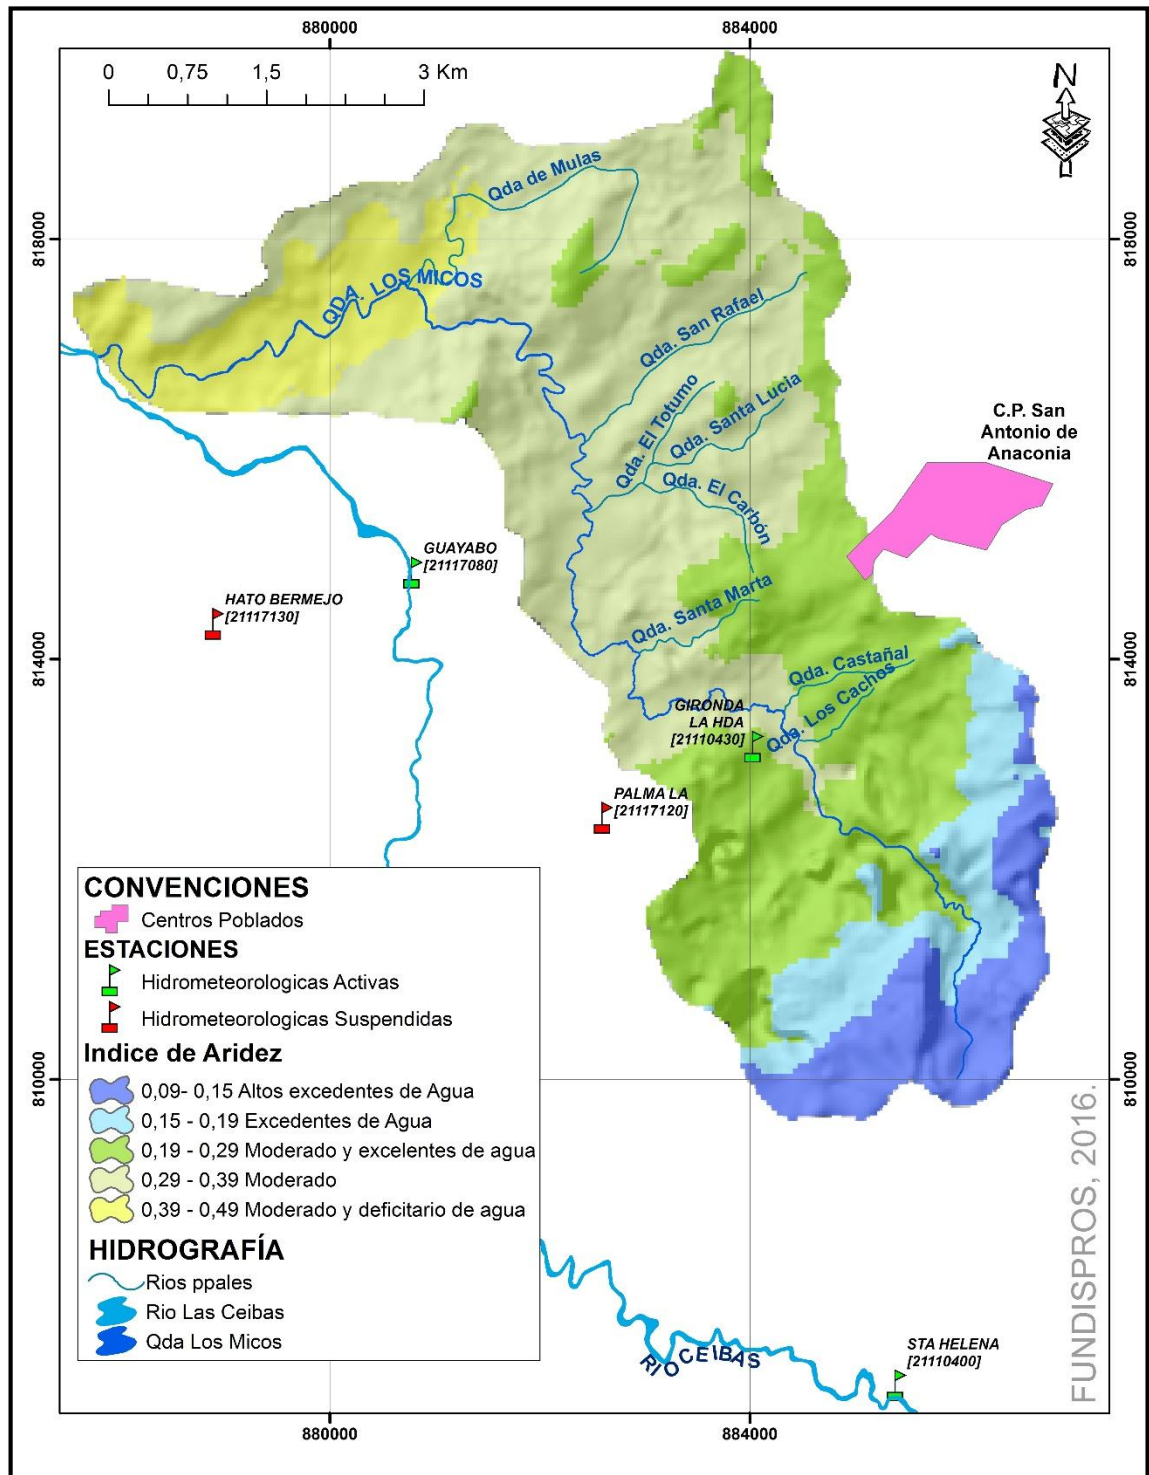 880000
884000
0 0,75 1,5 3 Km
N
Qda de Mulas
818000
818000
QDA. LOS MICOS
Qda. San Rafael
Qda. El Totumo
Qda. Santa Lucia
C.P. San
Antonio de
Anaconia
Qda. El Carbón
GUAYABO
[21117080]
HATO BERMEJO
[21117130]
Qda. Santa Marta
814000
814000
Qda. Castañal
Qda. Los Cachos
GIRONDA
LA HDA
[21110430]
PALMA LA
[21117120]
CONVENCIONES
Centros Poblados
ESTACIONES
Hidrometeorologicas Activas
Hidrometeorologicas Suspendidas
Indice de Aridez
0,09- 0,15 Altos excedentes de Agua
0,15 - 0,19 Excedentes de Agua
0,19 - 0,29 Moderado y excelentes de agua
0,29 - 0,39 Moderado
0,39 - 0,49 Moderado y deficitario de agua
HIDROGRAFÍA
Rios ppales
Rio Las Ceibas
Qda Los Micos
810000
810000
FUNDISPROS, 2016.
RIO CEIBAS
STA HELENA
[21110400]
880000
884000